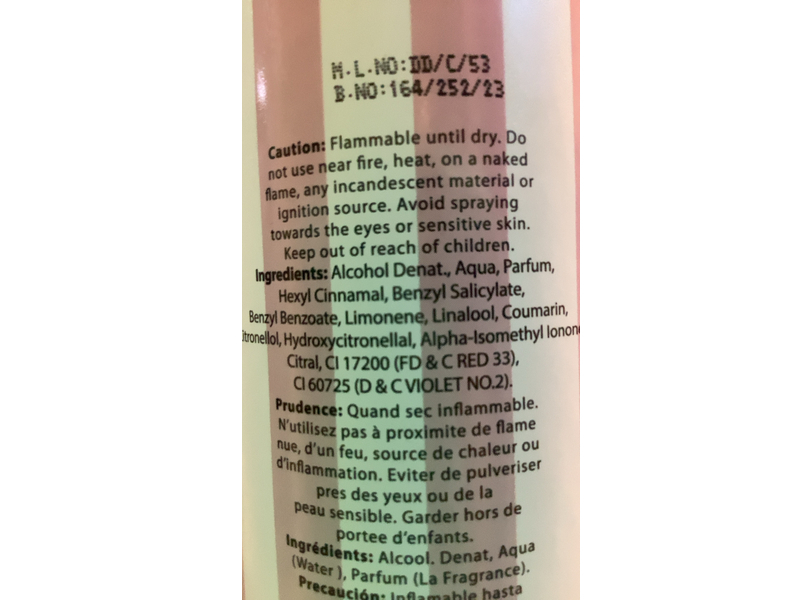 M.L.NO:DD/C/53
B.NO:164/252/23
Caution: Flammable until dry. Do
not use near fire, heat, on a naked
flame, any incandescent material or
ignition source. Avoid spraying
towards the eyes or sensitive skin.
Keep out of reach of children.
Ingredients: Alcohol Denat., Aqua, Parfum,
Hexyl Cinnamal, Benzyl Salicylate,
Benzyl Benzoate, Limonene, Linalool, Coumarin,
itronellol, Hydroxycitronellal, Alpha-Isomethyl Ionon
Citral, CI 17200 (FD & C RED 33),
CI 60725 (D & C VIOLET NO.2).
Prudence: Quand sec inflammable.
N'utilisez pas à proximite de flame
nue, d'un feu, source de chaleur ou
d'inflammation. Eviter de pulveriser
pres des yeux ou de la
peau sensible. Garder hors de
portee d'enfants.
Ingrédients: Alcool. Denat, Aqua
(Water ), Parfum (La Fragrance).
Precaución: Inflamable hasta